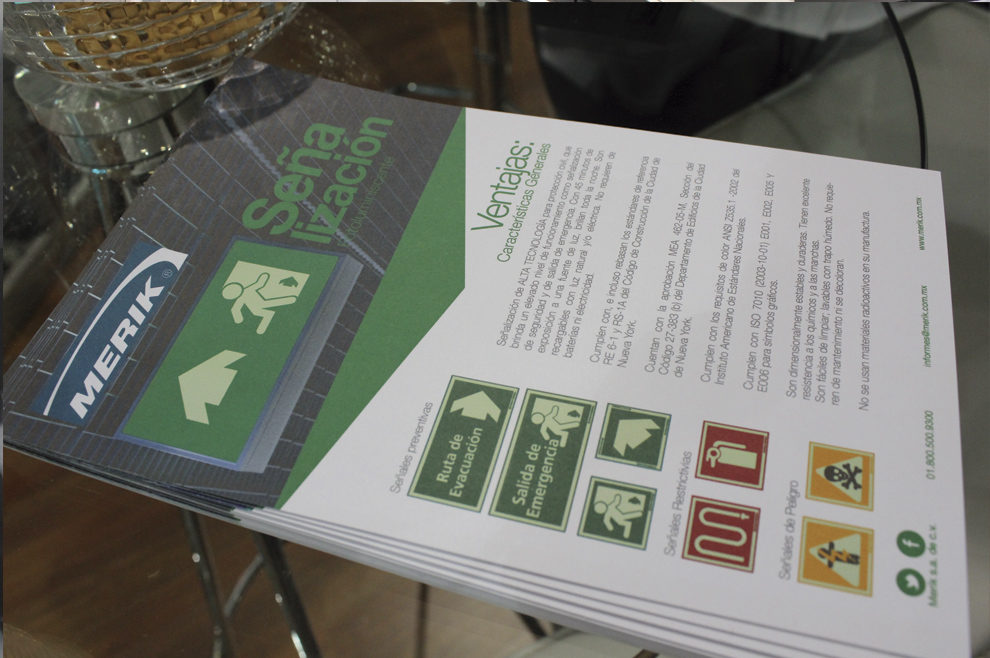 MERIK®
Seña
lización
Ventajas:
Características Generales
Señalización de ALTA TECNOLOGÍA para protección civil, que
brinda un elevado nivel de funcionamiento como señalización
de seguridad y de salida de emergencia. Con 45 minutos de
exposición a una fuente de luz, brillan toda la noche. Son
recargables con luz natural y/o eléctrica. No requieren de
baterías ni electricidad.
Cumplen con, e incluso rebasan los estándares de referencia
RE 6-1 y RS-1A del Código de Construcción de la Ciudad de
Nueva York.
Cuentan con la aprobación MEA 462-05-M, Sección del
Código 27-383 (b) del Departamento de Edificios de la Ciudad
de Nueva York.
Cumplen con los requisitos de color ANSI Z535.1 -2002 del
Instituto Americano de Estándares Nacionales.
Cumplen con ISO 7010 (2003-10-01) E001, E002, E005 Y
E006 para símbolos gráficos.
Son dimensionalmente estables y duraderas. Tienen excelente
resistencia a los químicos y a las manchas.
Son fáciles de limpiar, lavables con trapo húmedo. No requie-
ren de mantenimiento ni se decoloran.
No se usan materiales radioactivos en su manufactura.
Señales preventivas
Ruta de
Evacuación
Salida de
Emergencia
Señales Restrictivas
Señales de Peligro
Merik s.a. de c.v.
01.800.500.9300
informes@merik.com.mx
www.merik.com.mx